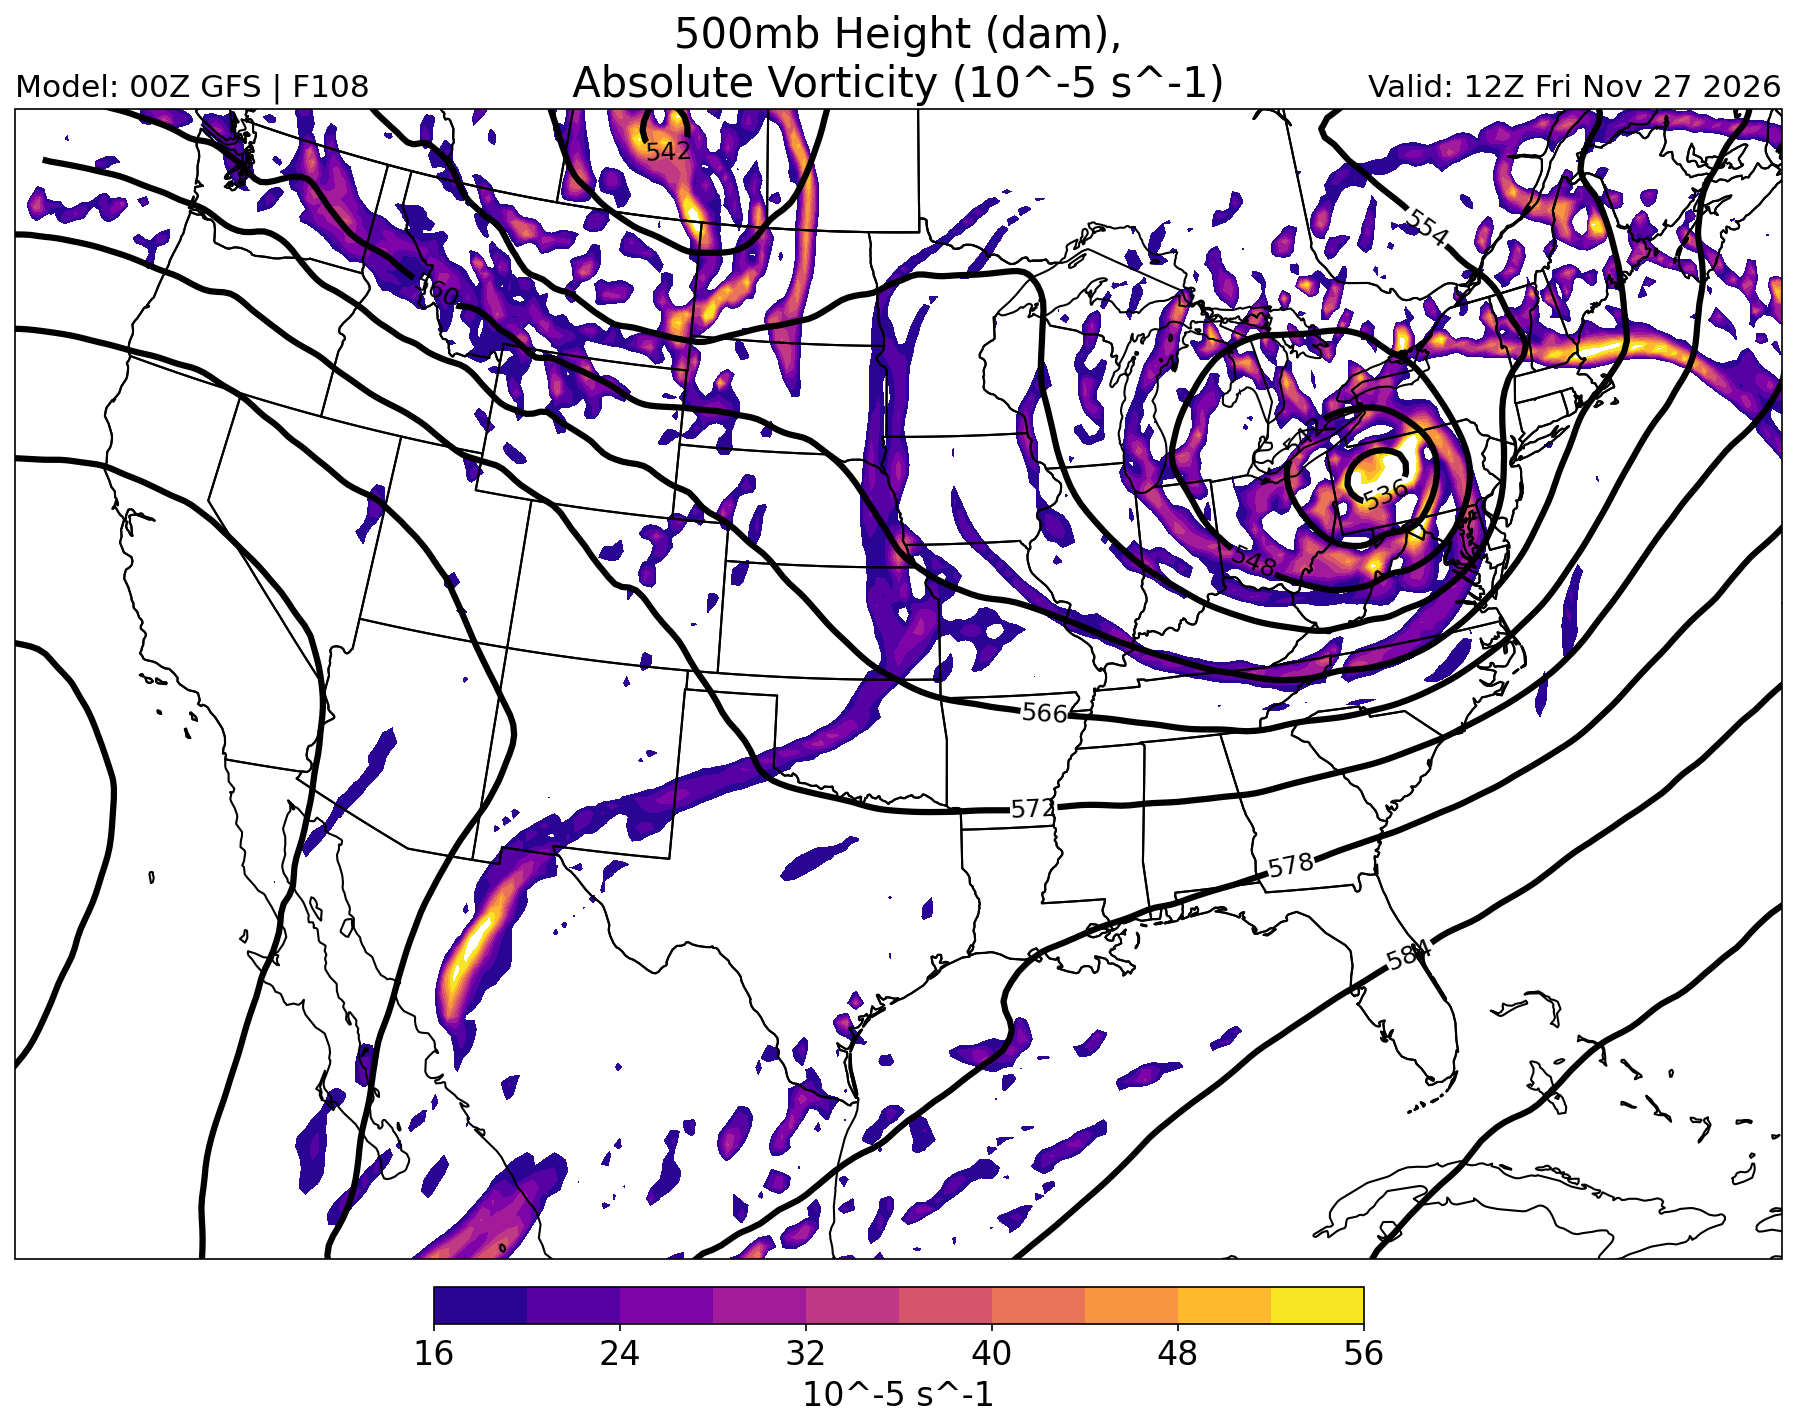 500mb Height (dam),
Model: 00Z GFS | F108
Absolute Vorticity (10^-5 s^-1)
Valid: 12Z Fri Nov 27 2026
542
554
560
542
536
548
566
572
578
584
16 24 32 40 48 56
10^-5 s^-1